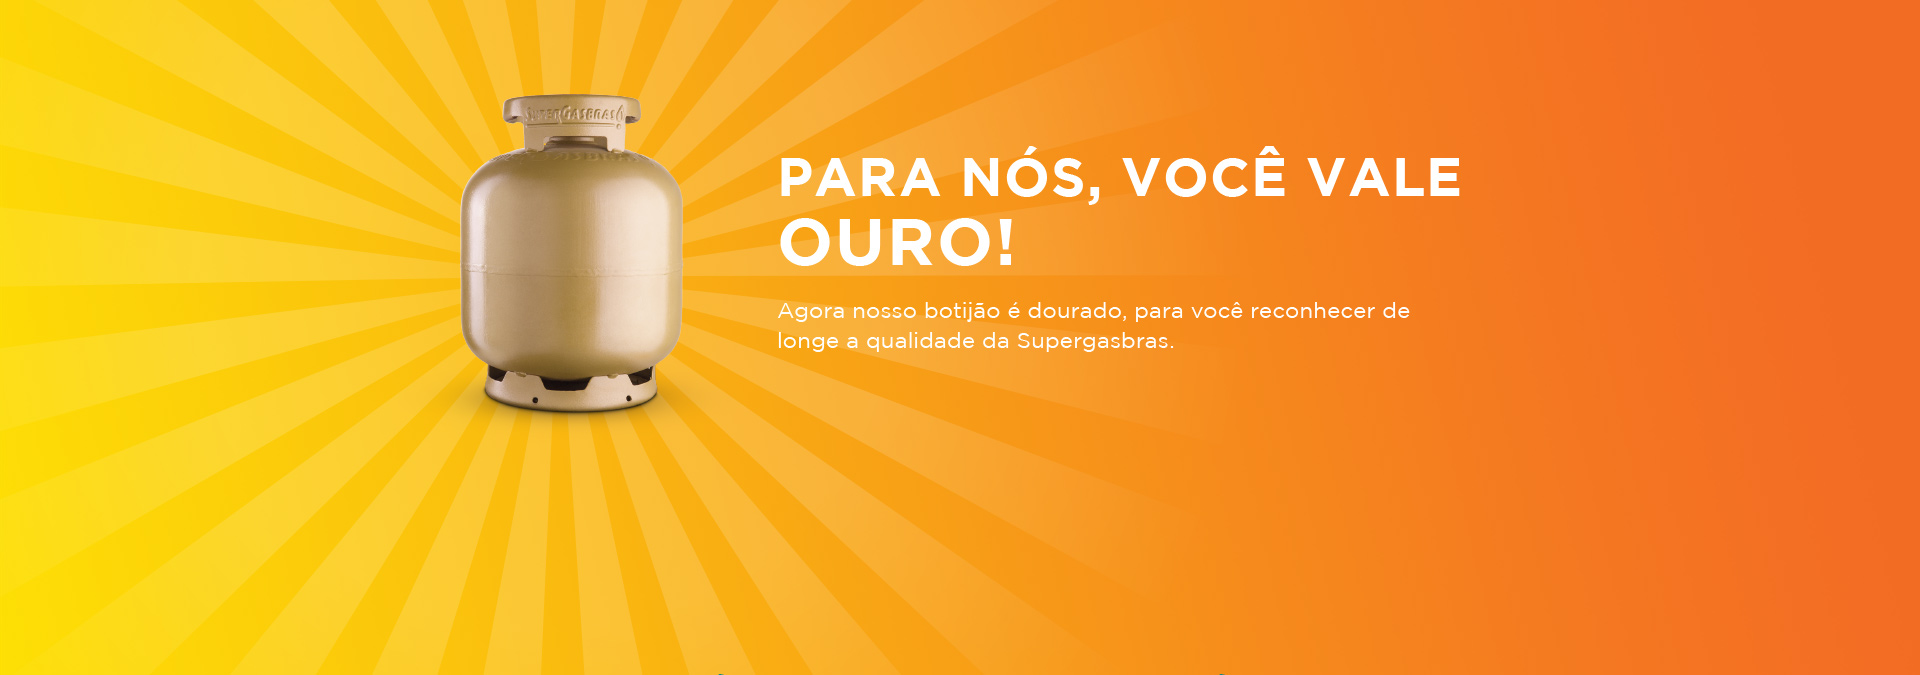 SUPERGASBRAS
PARA NÓS, VOCÊ VALE
OURO!
Agora nosso botijão é dourado, para você reconhecer de
longe a qualidade da Supergasbras.